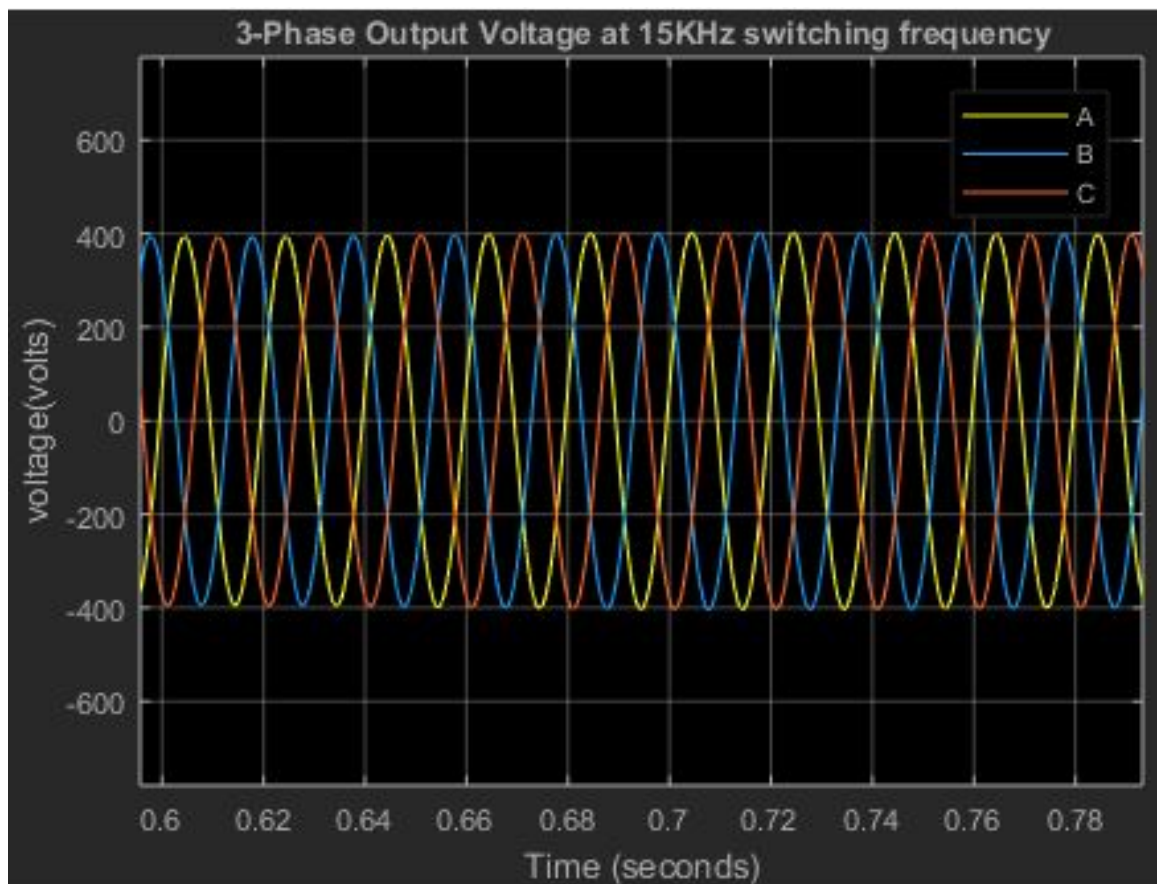 3-Phase Output Voltage at 15KHz switching frequency
A
B
C
600
400
200
0
-200
-400
-600
voltage(volts)
0.6 0.62 0.64 0.66 0.68 0.7 0.72 0.74 0.76 0.78
Time (seconds)